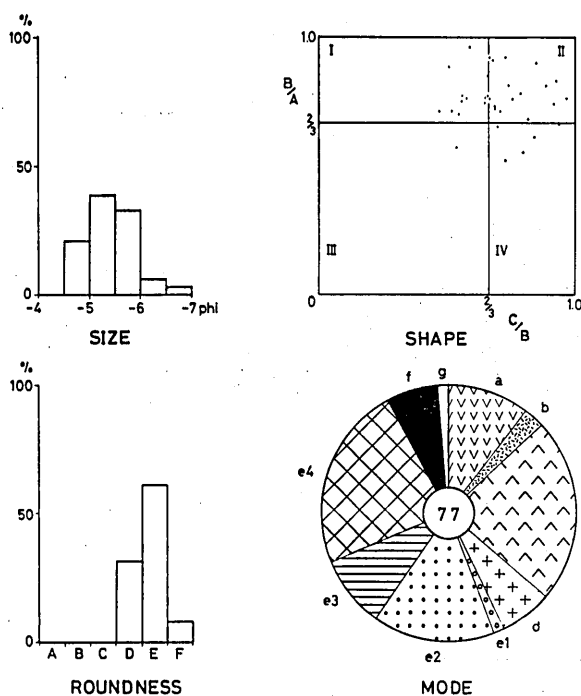 %
100
50
0
-4 -5 -6 -7 phi
SIZE
1.0
I II
B/A
2/3
III IV
0 2/3 1.0
C/B
SHAPE
%
100
50
0
A B C D E F
ROUNDNESS
f g a
b
e4
77
e3
d
e2 e1
MODE